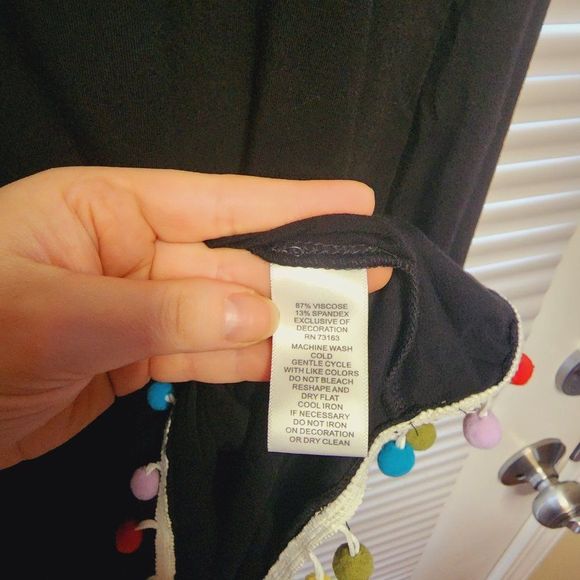 87% VISCOSE
13% SPANDEX
EXCLUSIVE OF
DECORATION
RN 73163
MACHINE WASH
COLD
GENTLE CYCLE
WITH LIKE COLORS
DO NOT BLEACH
RESHAPE AND
DRY FLAT
COOL IRON
IF NECESSARY
DO NOT IRON
ON DECORATION
OR DRY CLEAN